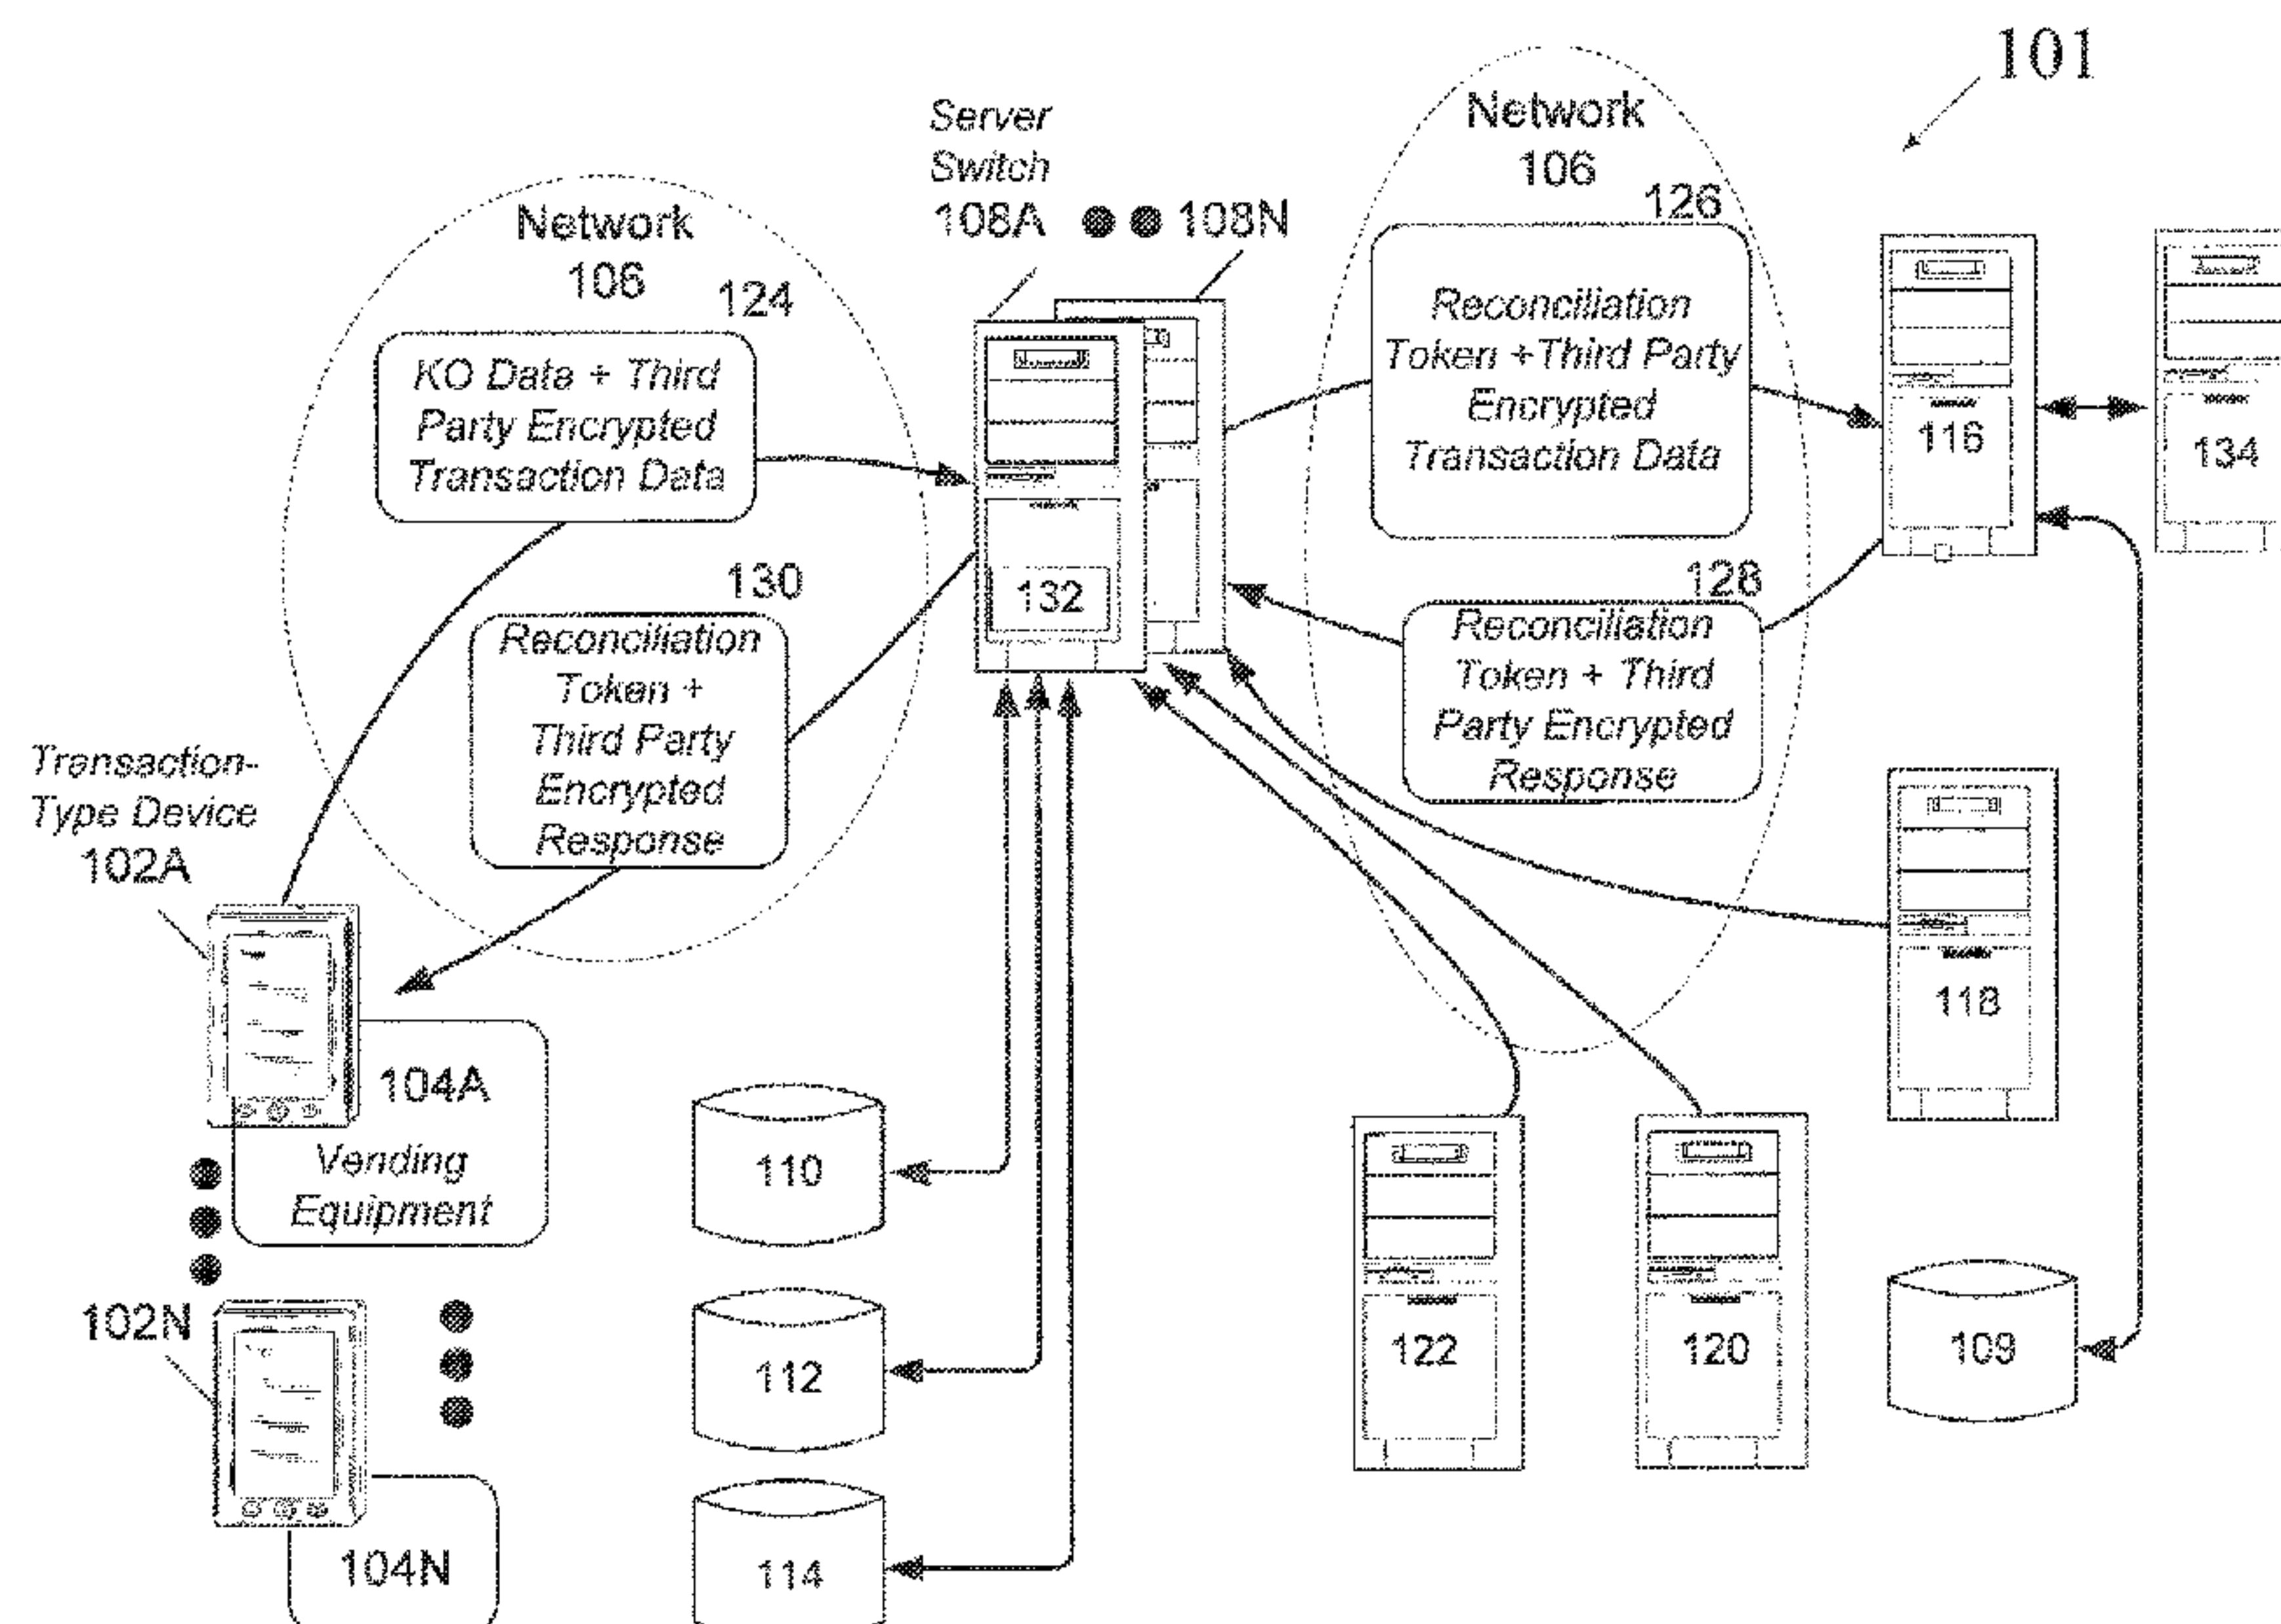 101
Server
Switch
108A
108N
Network
106
126
Reconciliation
Token +Third Party
Encrypted
Transaction Data
Network
106
124
KO Data + Third
Party Encrypted
Transaction Data
116
134
132
130
Reconciliation
Token +
Third Party
Encrypted
Response
128
Reconciliation
Token + Third
Party Encrypted
Response
Transaction-
Type Device
102A
118
104A
Vending
Equipment
110
102N
112
122
120
109
104N
114